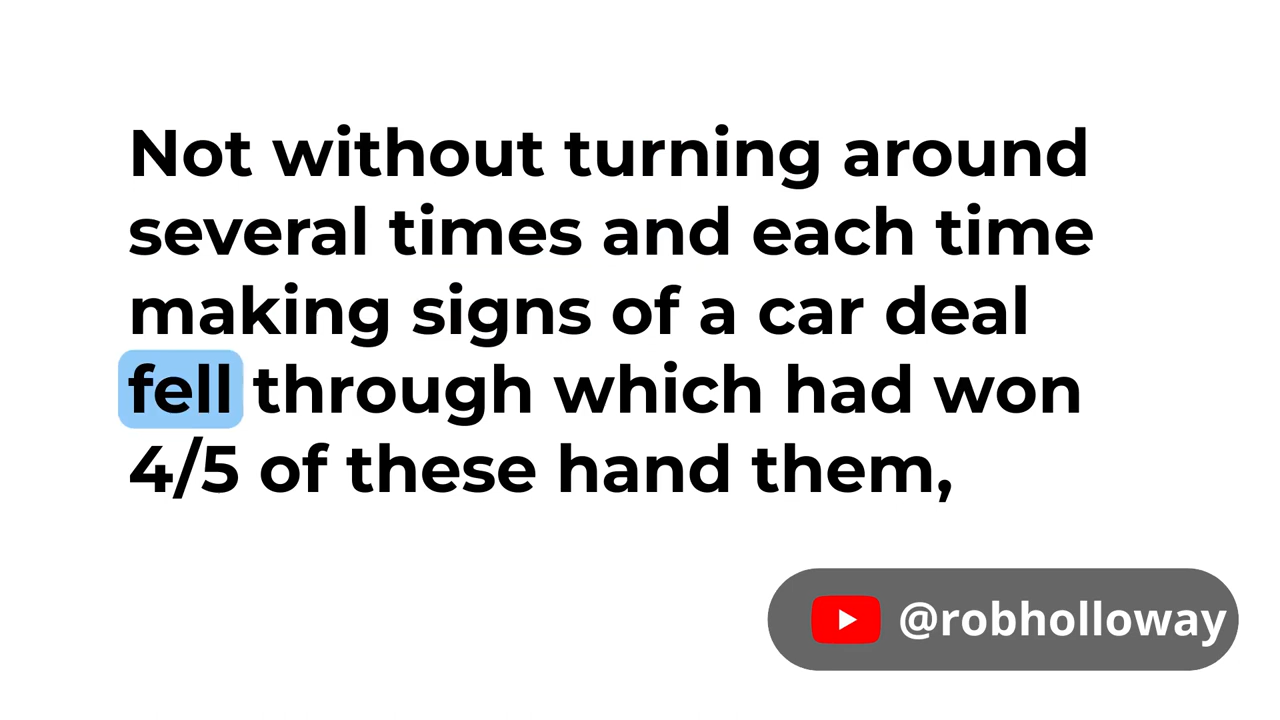 Not without turning around
several times and each time
making signs of a car deal
fell through which had won
4/5 of these hand them,
@robholloway